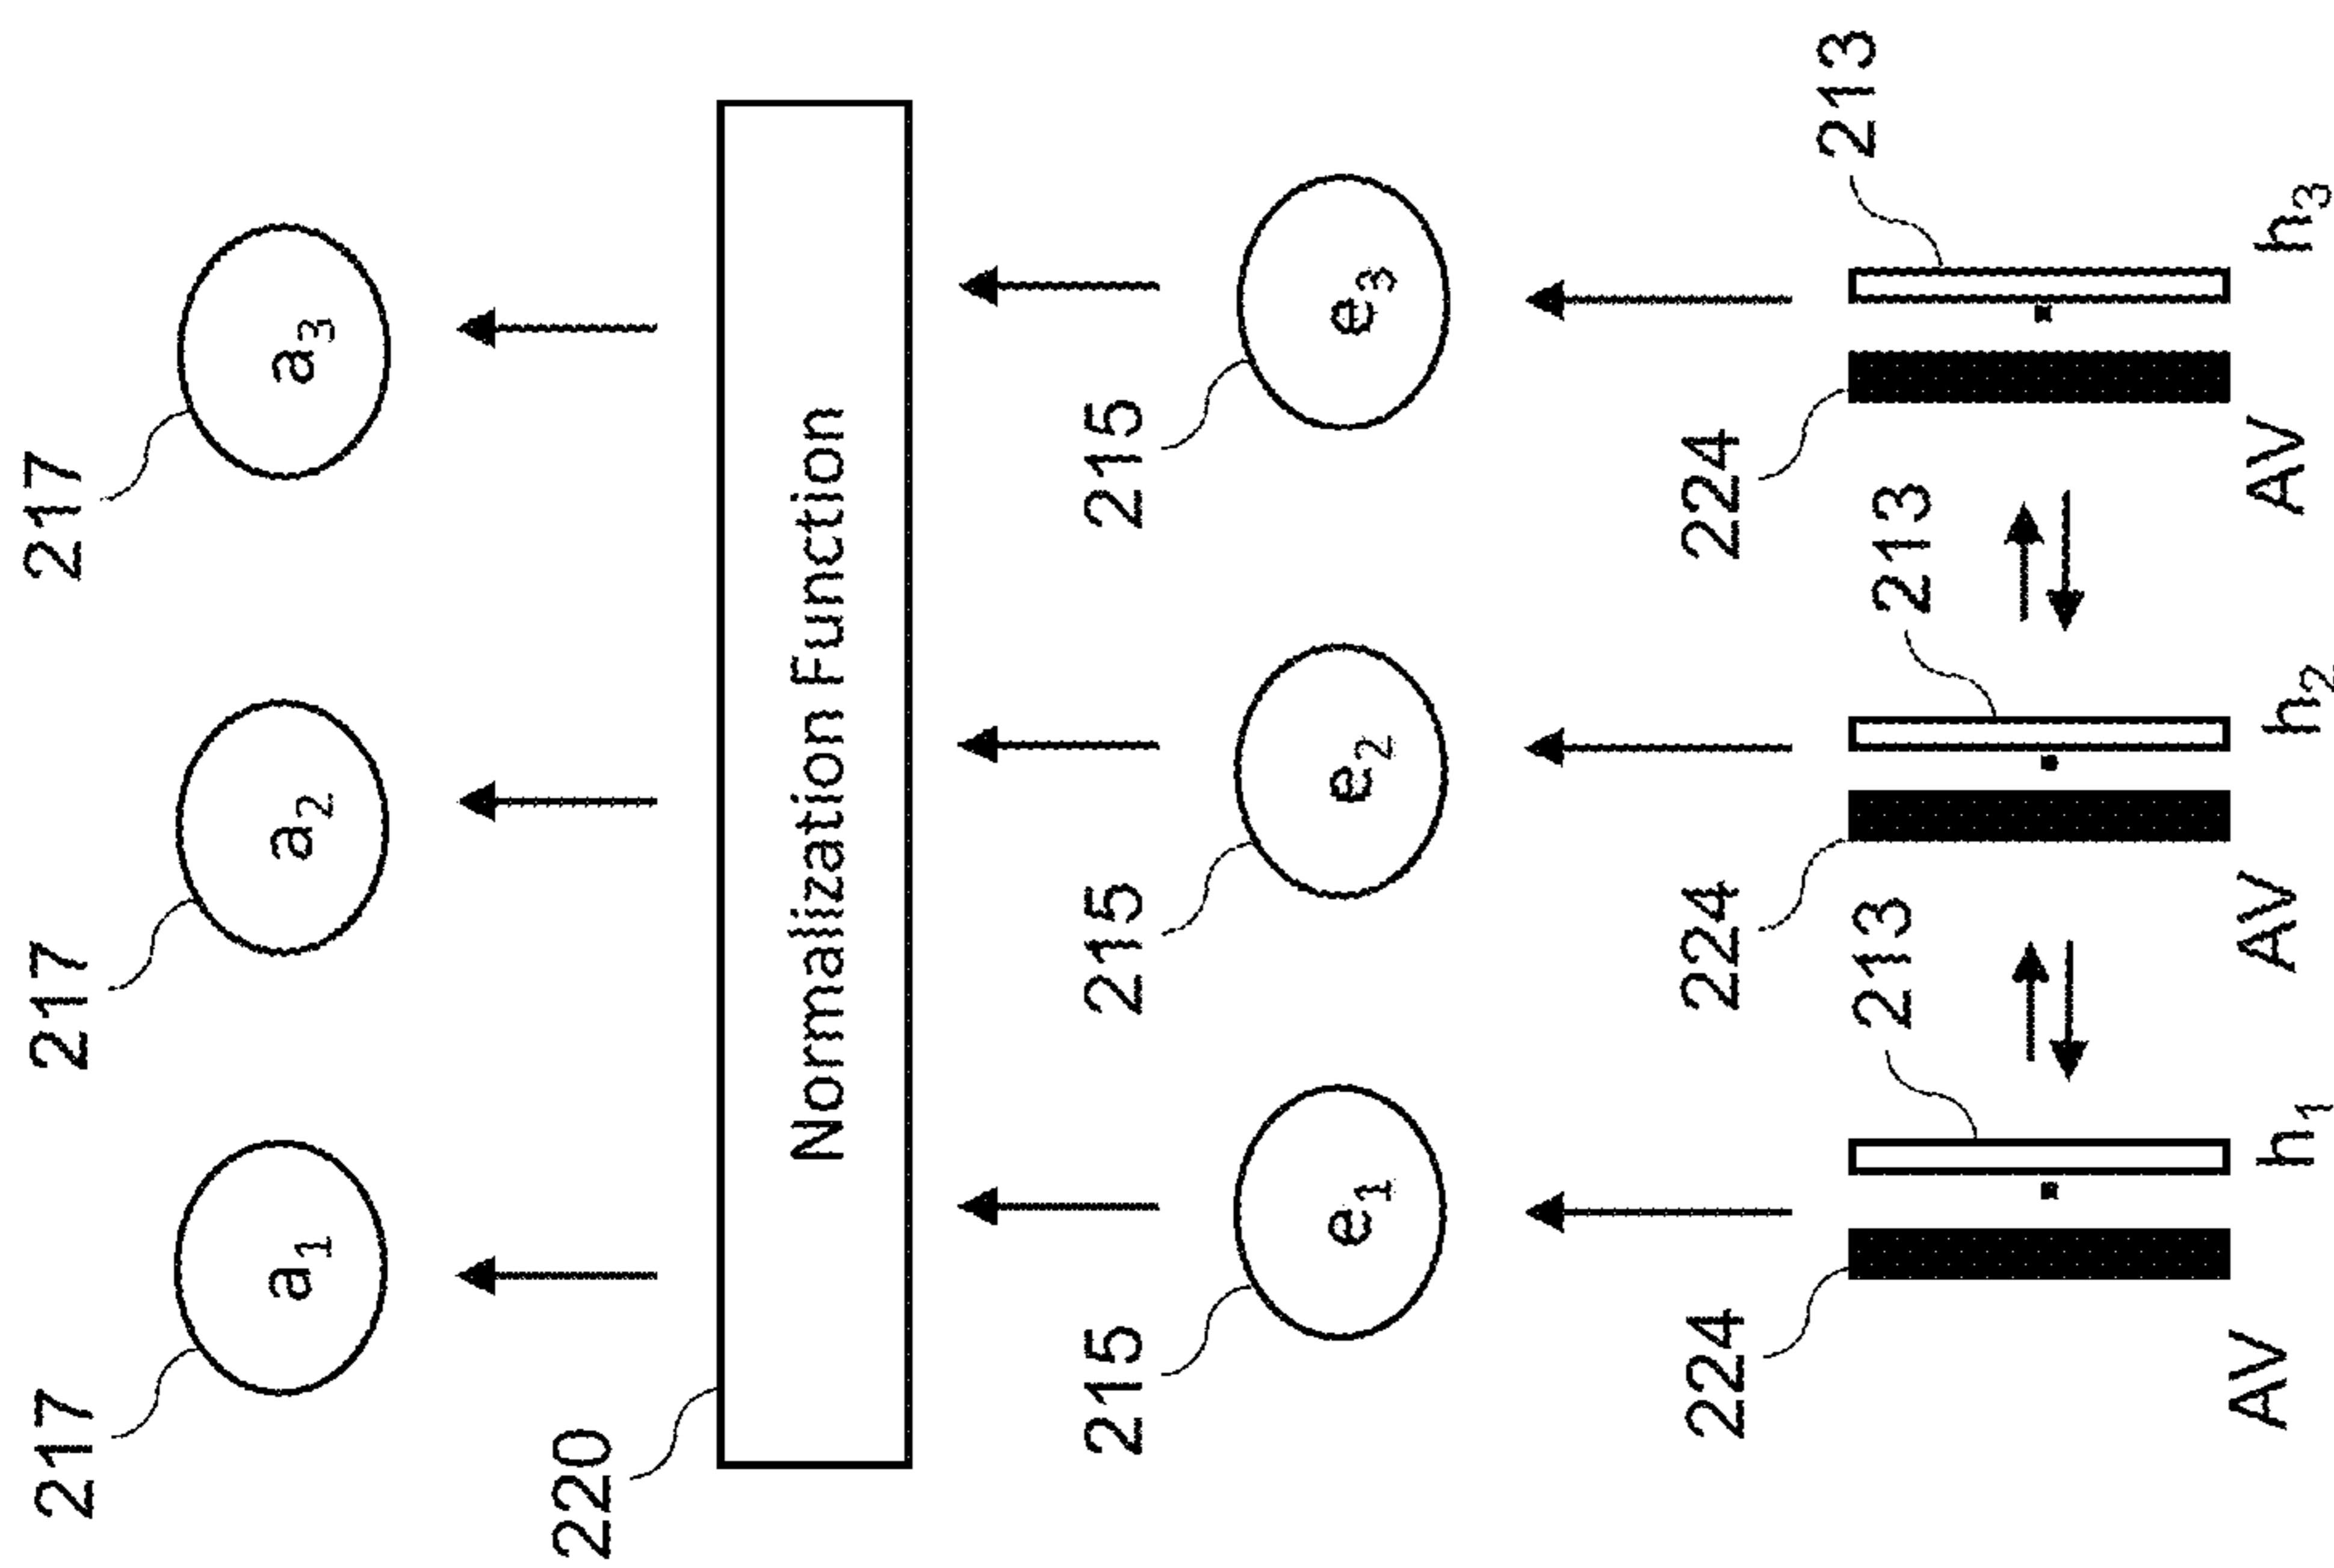 217 217 217
a1 a2 a3
220
Normalization Function
215 215 215
e1 e2 e3
224 213 224 213 224 213
AV h1 AV h2 AV h3